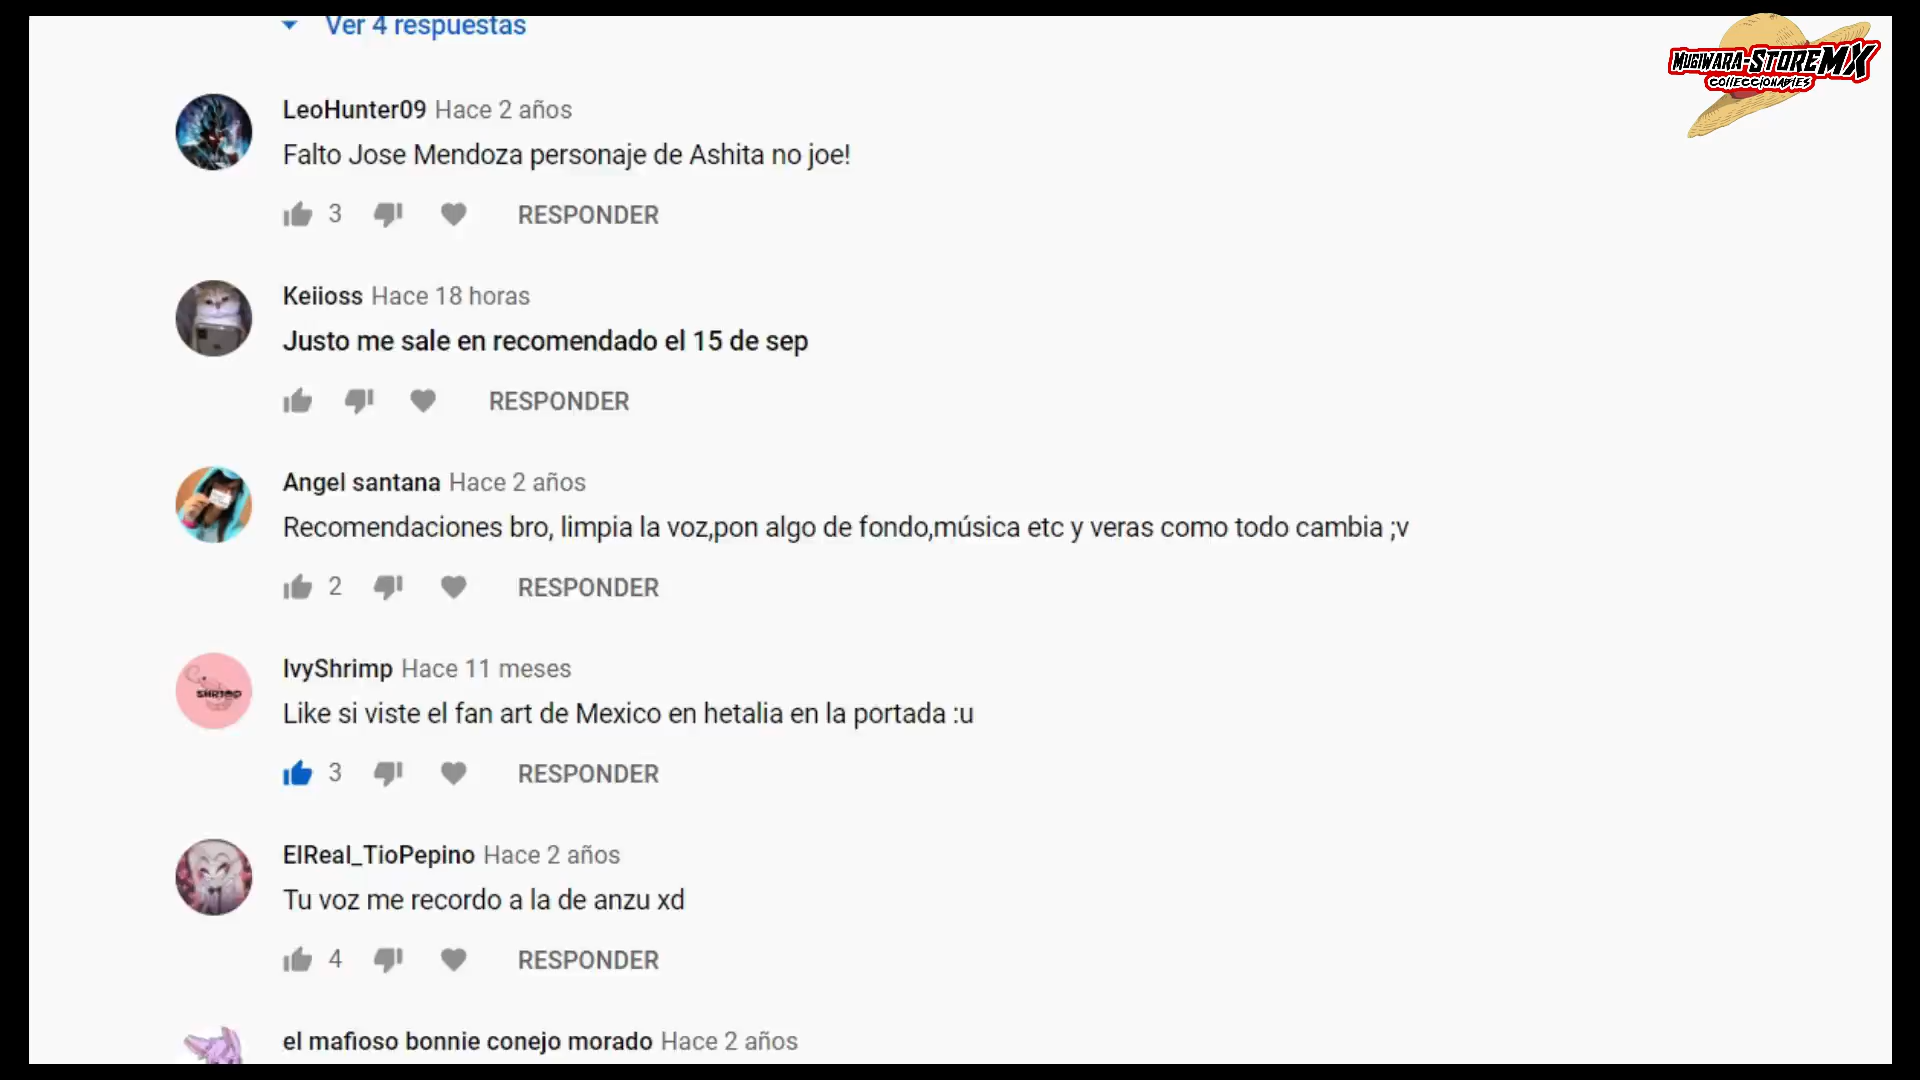 Ver 4 respuestas
MUGIWARA-STOREMX
COLECCIONABLES
LeoHunter09 Hace 2 años
Falto Jose Mendoza personaje de Ashita no joe!
3 RESPONDER
Keiioss Hace 18 horas
Justo me sale en recomendado el 15 de sep
RESPONDER
Angel santana Hace 2 años
Recomendaciones bro, limpia la voz,pon algo de fondo,música etc y veras como todo cambia ;v
2 RESPONDER
SHRIMP
IvyShrimp Hace 11 meses
Like si viste el fan art de Mexico en hetalia en la portada :u
3 RESPONDER
ElReal_TioPepino Hace 2 años
Tu voz me recordo a la de anzu xd
4 RESPONDER
el mafioso bonnie conejo morado Hace 2 años